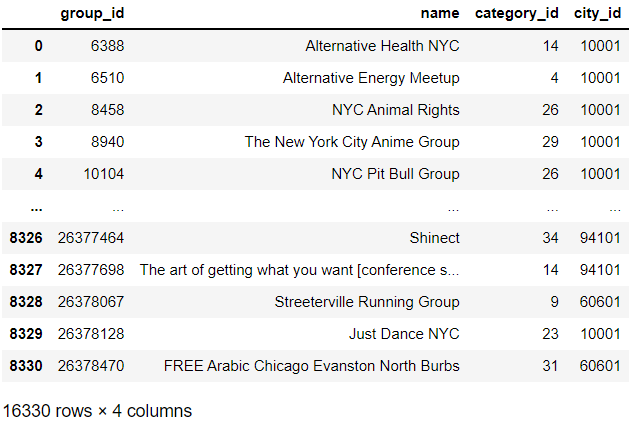 group_id name category_id city_id
0 6388 Alternative Health NYC 14 10001
1 6510 Alternative Energy Meetup 4 10001
2 8458 NYC Animal Rights 26 10001
3 8940 The New York City Anime Group 29 10001
4 10104 NYC Pit Bull Group 26 10001
... ... ... ... ...
8326 26377464 Shinect 34 94101
8327 26377698 The art of getting what you want [conference s... 14 94101
8328 26378067 Streeterville Running Group 9 60601
8329 26378128 Just Dance NYC 23 10001
8330 26378470 FREE Arabic Chicago Evanston North Burbs 31 60601
16330 rows × 4 columns